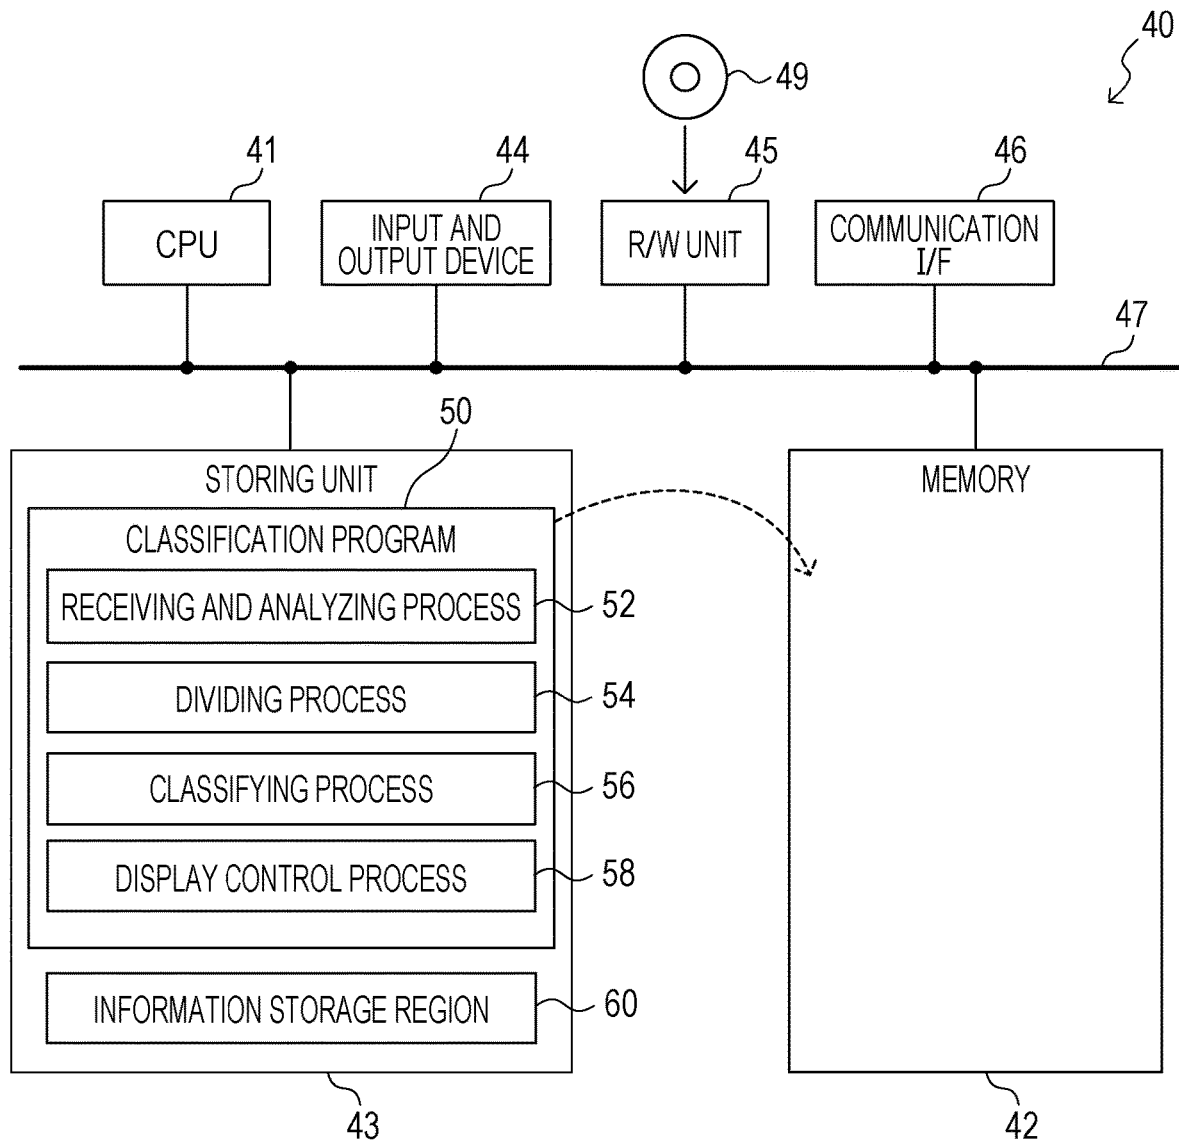 40
49
41
44
45
46
CPU
INPUT AND
OUTPUT DEVICE
R/W UNIT
COMMUNICATION
I/F
47
50
STORING UNIT
MEMORY
CLASSIFICATION PROGRAM
RECEIVING AND ANALYZING PROCESS
52
DIVIDING PROCESS
54
CLASSIFYING PROCESS
56
DISPLAY CONTROL PROCESS
58
INFORMATION STORAGE REGION
60
43
42